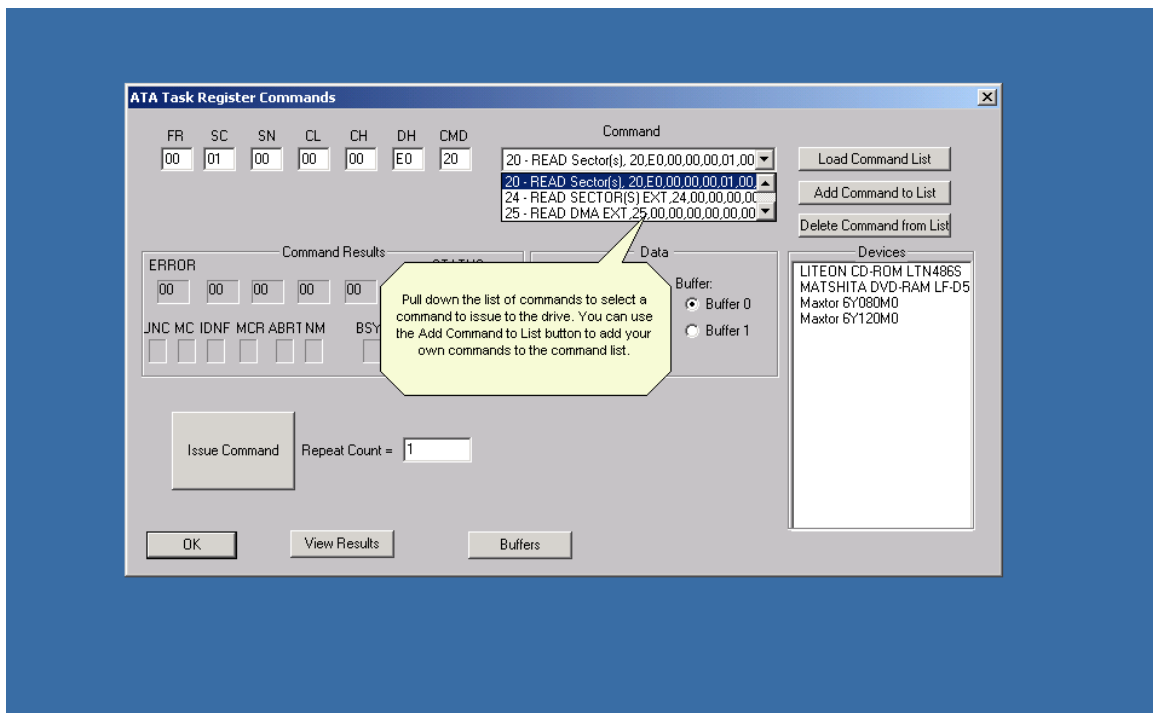 ATA Task Register Commands
FR SC SN CL CH DH CMD
00 01 00 00 00 E0 20
Command
20 - READ Sector(s), 20,E0,00,00,00,01,00
20 - READ Sector(s), 20,E0,00,00,00,01,00,
24 - READ SECTOR(S) EXT,24,00,00,00,00
25 - READ DMA EXT,25,00,00,00,00,00,00
Load Command List
Add Command to List
Delete Command from List
Command Results
ERROR
00 00 00 00 00
JNC MC IDNF MCR ABRT NM BSY
Pull down the list of commands to select a
command to issue to the drive. You can use
the Add Command to List button to add your
own commands to the command list.
Data
Buffer:
Buffer 0
Buffer 1
Devices
LITEON CD-ROM LTN486S
MATSHITA DVD-RAM LF-D5
Maxtor 6Y080M0
Maxtor 6Y120M0
Issue Command
Repeat Count = 1
OK
View Results
Buffers